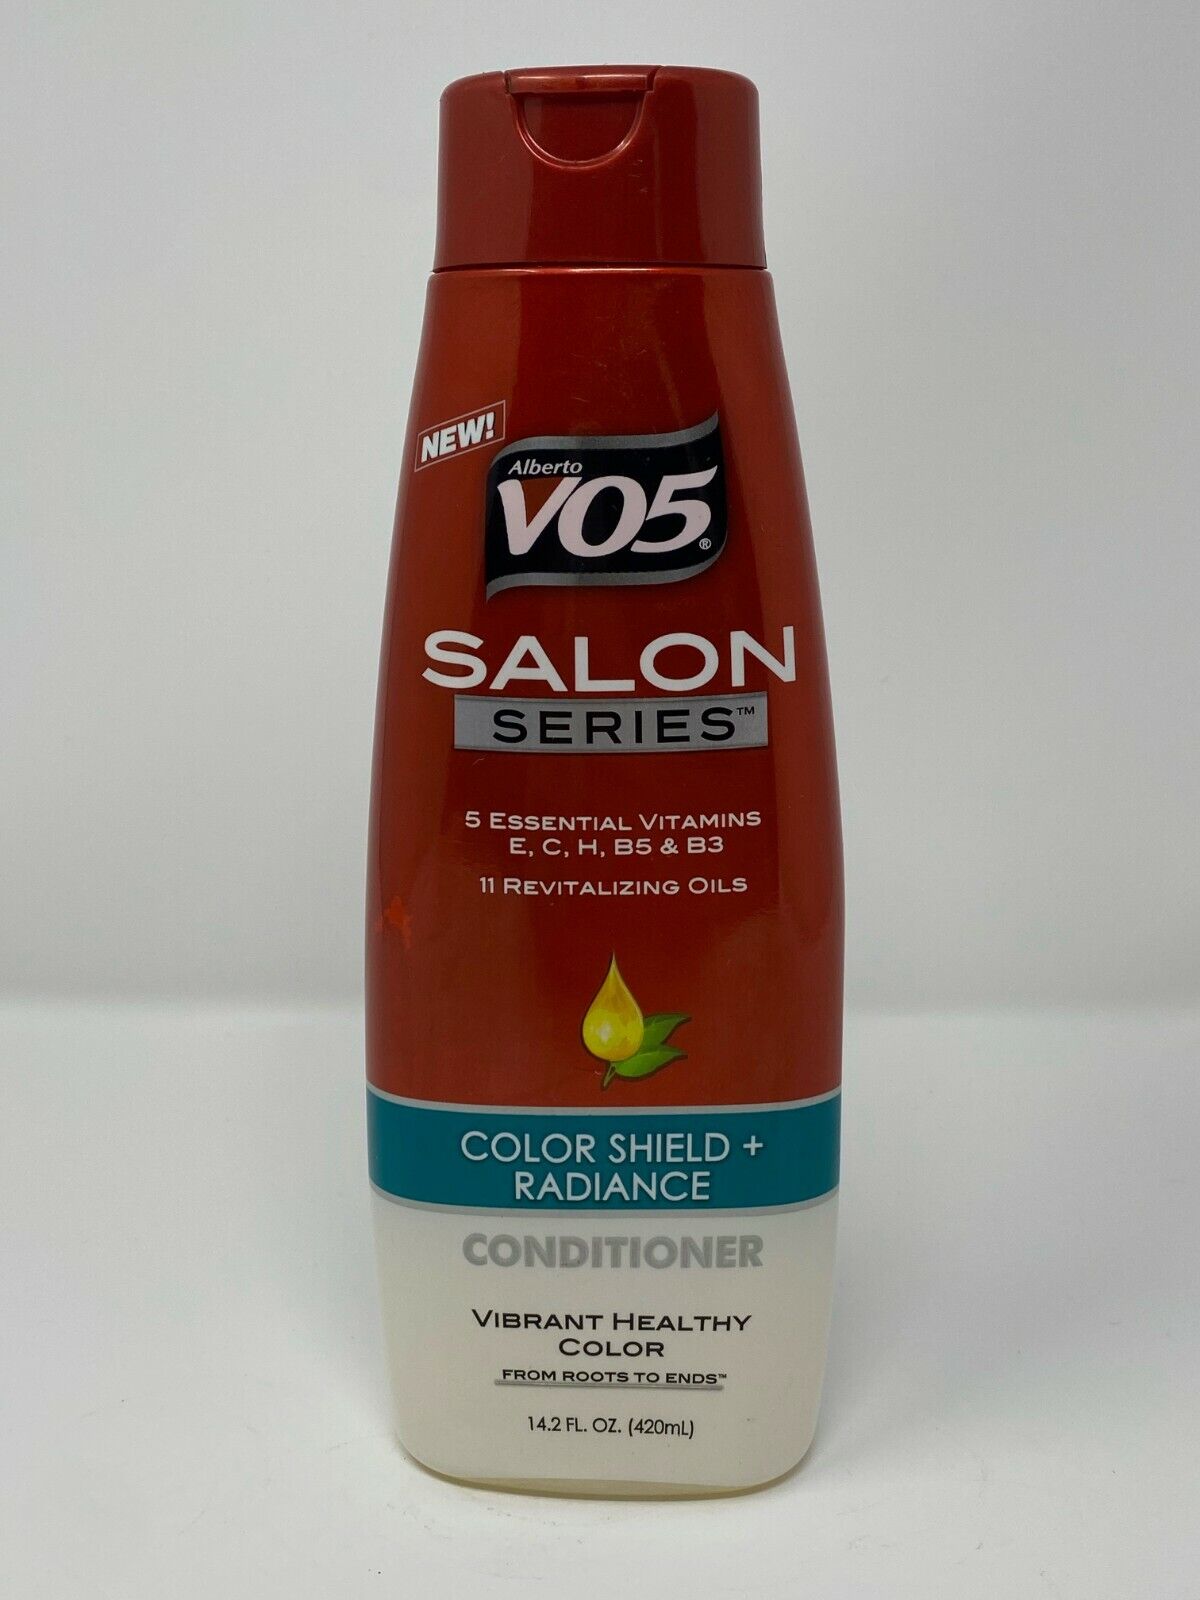 NEW!
Alberto
VO5®
SALON
SERIES™
5 ESSENTIAL VITAMINS
E, C, H, B5 & B3
11 REVITALIZING OILS
COLOR SHIELD +
RADIANCE
CONDITIONER
VIBRANT HEALTHY
COLOR
FROM ROOTS TO ENDS™
14.2 FL. OZ. (420mL)